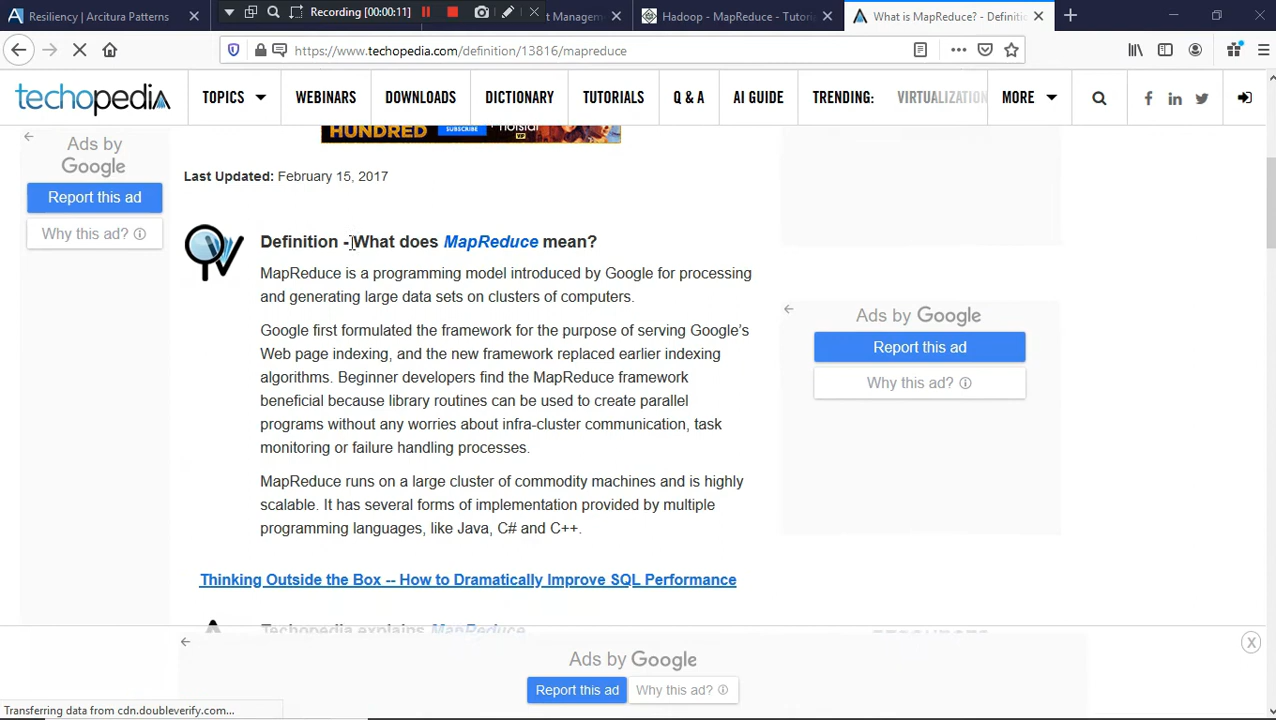 Resiliency | Arcitura Patterns
Recording [00:00:11]
t Managem
Hadoop - MapReduce - Tutori
What is MapReduce? - Definiti
https://www.techopedia.com/definition/13816/mapreduce
techopedia
TOPICS
WEBINARS
DOWNLOADS
DICTIONARY
TUTORIALS
Q & A
AI GUIDE
TRENDING:
VIRTUALIZATION
MORE
HUNDRED
SUBSCRIBE
hotstar
Ads by
Google
Report this ad
Why this ad?
Last Updated: February 15, 2017
Definition - What does MapReduce mean?
MapReduce is a programming model introduced by Google for processing
and generating large data sets on clusters of computers.
Google first formulated the framework for the purpose of serving Google’s
Web page indexing, and the new framework replaced earlier indexing
algorithms. Beginner developers find the MapReduce framework
beneficial because library routines can be used to create parallel
programs without any worries about infra-cluster communication, task
monitoring or failure handling processes.
MapReduce runs on a large cluster of commodity machines and is highly
scalable. It has several forms of implementation provided by multiple
programming languages, like Java, C# and C++.
Ads by Google
Report this ad
Why this ad?
Thinking Outside the Box -- How to Dramatically Improve SQL Performance
Techopedia explains MapReduce
Ads by Google
Report this ad
Why this ad?
X
Transferring data from cdn.doubleverify.com...